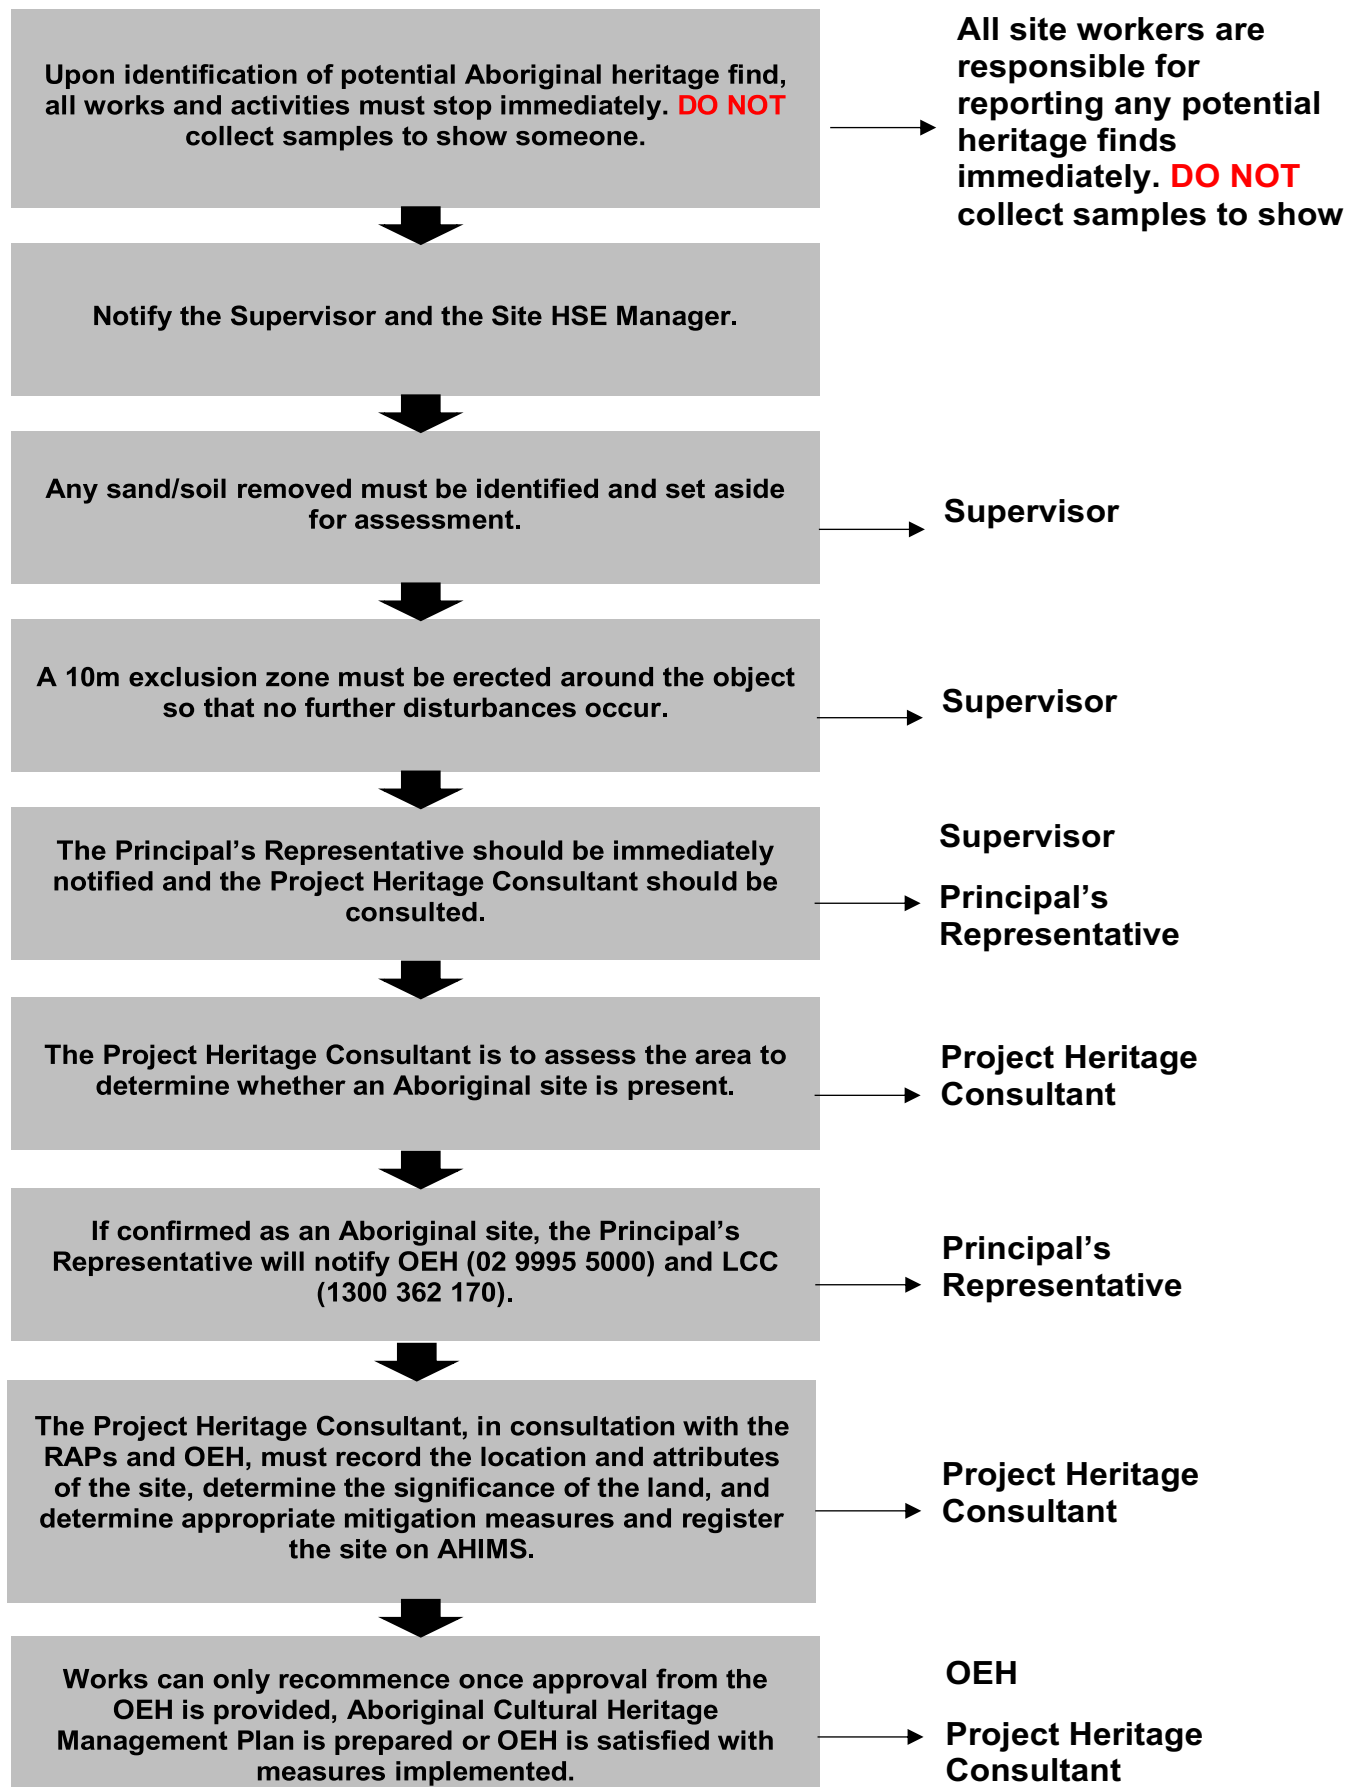 Upon identification of potential Aboriginal heritage find,
all works and activities must stop immediately. DO NOT
collect samples to show someone.
All site workers are
responsible for
reporting any potential
heritage finds
immediately. DO NOT
collect samples to show
Notify the Supervisor and the Site HSE Manager.
Any sand/soil removed must be identified and set aside
for assessment.
Supervisor
A 10m exclusion zone must be erected around the object
so that no further disturbances occur.
Supervisor
The Principal’s Representative should be immediately
notified and the Project Heritage Consultant should be
consulted.
Supervisor
Principal’s
Representative
The Project Heritage Consultant is to assess the area to
determine whether an Aboriginal site is present.
Project Heritage
Consultant
If confirmed as an Aboriginal site, the Principal’s
Representative will notify OEH (02 9995 5000) and LCC
(1300 362 170).
Principal’s
Representative
The Project Heritage Consultant, in consultation with the
RAPs and OEH, must record the location and attributes
of the site, determine the significance of the land, and
determine appropriate mitigation measures and register
the site on AHIMS.
Project Heritage
Consultant
Works can only recommence once approval from the
OEH is provided, Aboriginal Cultural Heritage
Management Plan is prepared or OEH is satisfied with
measures implemented.
OEH
Project Heritage
Consultant